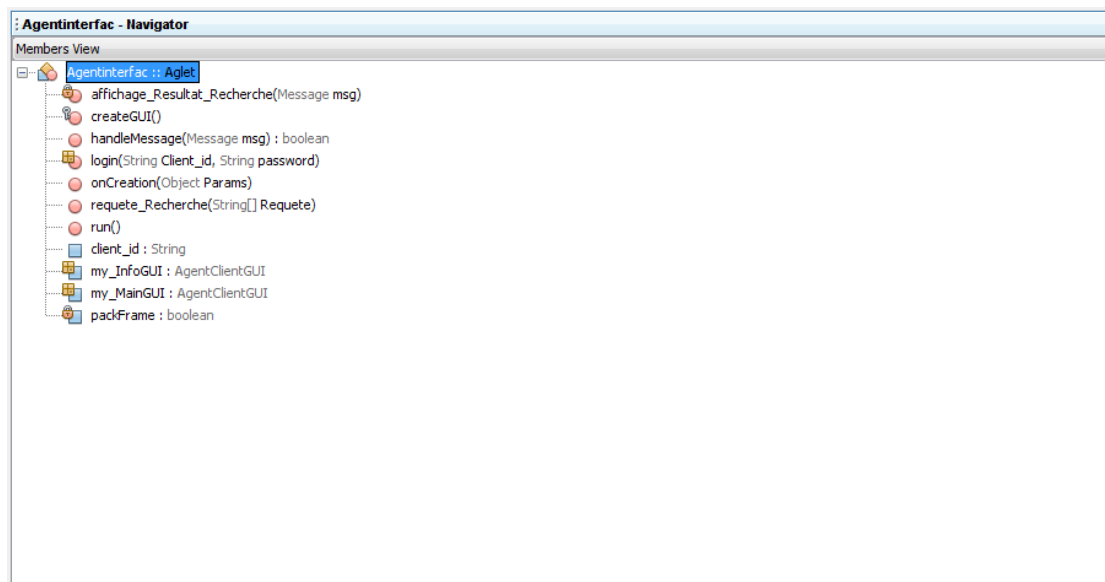 Agentinterfac - Navigator
Members View
Agentinterfac :: Aglet
affichage_Resultat_Recherche(Message msg)
createGUI()
handleMessage(Message msg) : boolean
login(String Client_id, String password)
onCreation(Object Params)
requete_Recherche(String[] Requete)
run()
client_id : String
my_InfoGUI : AgentClientGUI
my_MainGUI : AgentClientGUI
packFrame : boolean